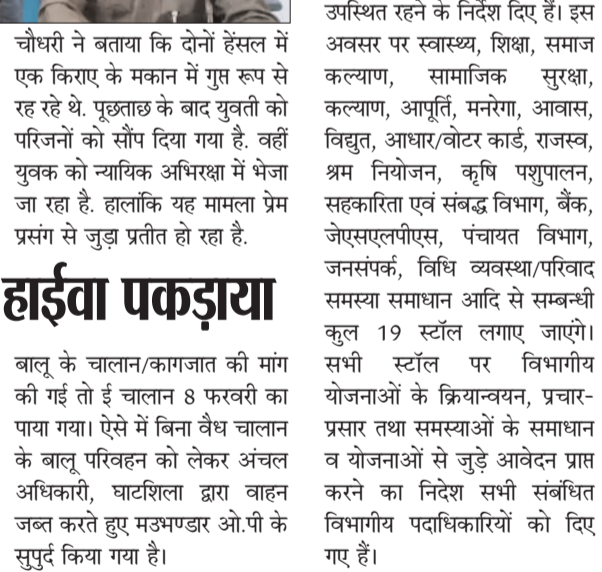 चौधरी ने बताया कि दोनों हेंसल में
एक किराए के मकान में गुप्त रूप से
रह रहे थे. पूछताछ के बाद युवती को
परिजनों को सौंप दिया गया है. वहीं
युवक को न्यायिक अभिरक्षा में भेजा
जा रहा है. हालांकि यह मामला प्रेम
प्रसंग से जुड़ा प्रतीत हो रहा है.
हाईवा पकड़ाया
बालू के चालान/कागजात की मांग
की गई तो ई चालान 8 फरवरी का
पाया गया। ऐसे में बिना वैध चालान
के बालू परिवहन को लेकर अंचल
अधिकारी, घाटशिला द्वारा वाहन
जब्त करते हुए मउभण्डार ओ.पी के
सुपुर्द किया गया है।
उपस्थित रहने के निर्देश दिए हैं। इस
अवसर पर स्वास्थ्य, शिक्षा, समाज
कल्याण, सामाजिक सुरक्षा,
कल्याण, आपूर्ति, मनरेगा, आवास,
विद्युत, आधार/वोटर कार्ड, राजस्व,
श्रम नियोजन, कृषि पशुपालन,
सहकारिता एवं संबद्ध विभाग, बैंक,
जेएसएलपीएस, पंचायत विभाग,
जनसंपर्क, विधि व्यवस्था/परिवाद
समस्या समाधान आदि से सम्बन्धी
कुल 19 स्टॉल लगाए जाएंगे।
सभी स्टॉल पर विभागीय
योजनाओं के क्रियान्वयन, प्रचार-
प्रसार तथा समस्याओं के समाधान
व योजनाओं से जुड़े आवेदन प्राप्त
करने का निदेश सभी संबंधित
विभागीय पदाधिकारियों को दिए
गए हैं।